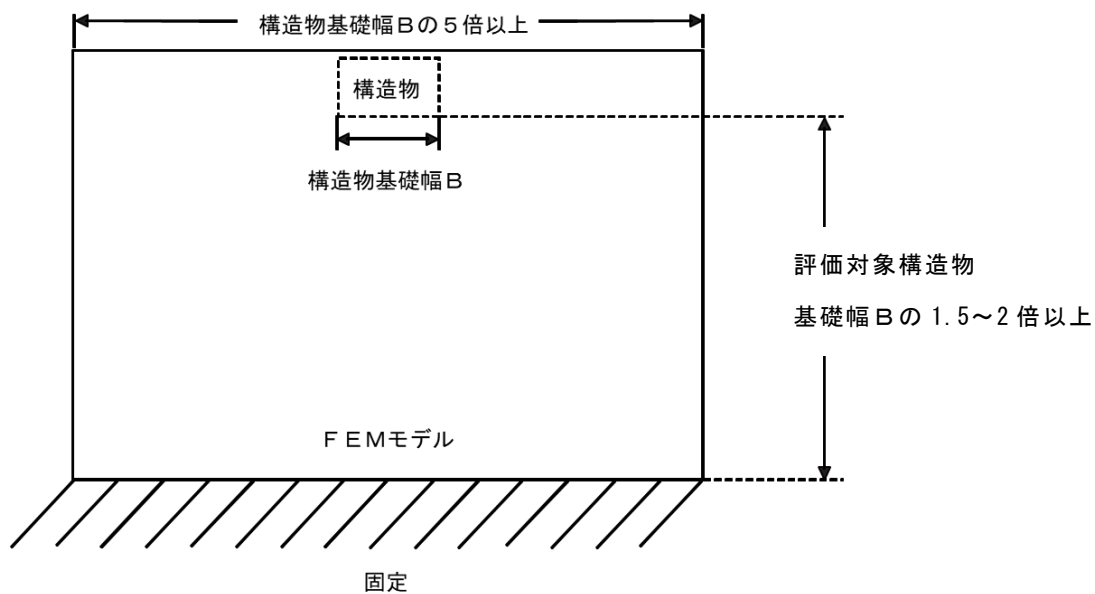 構造物基礎幅Bの5倍以上
構造物
構造物基礎幅B
評価対象構造物
基礎幅Bの1.5~2倍以上
FEMモデル
固定